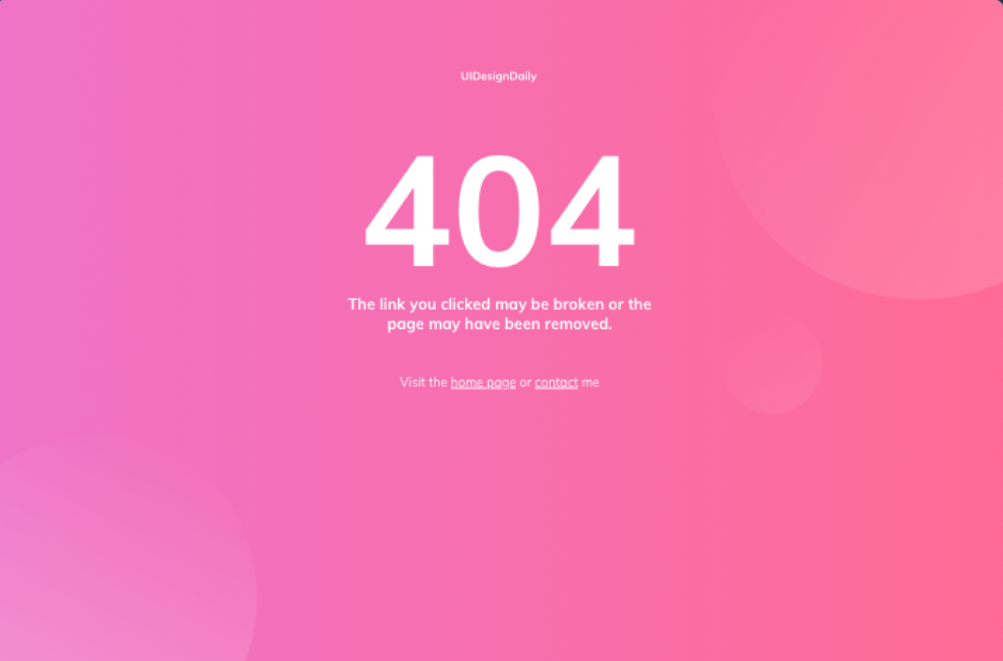 UIDesignDaily
404
The link you clicked may be broken or the
page may have been removed.
Visit the home page or contact me